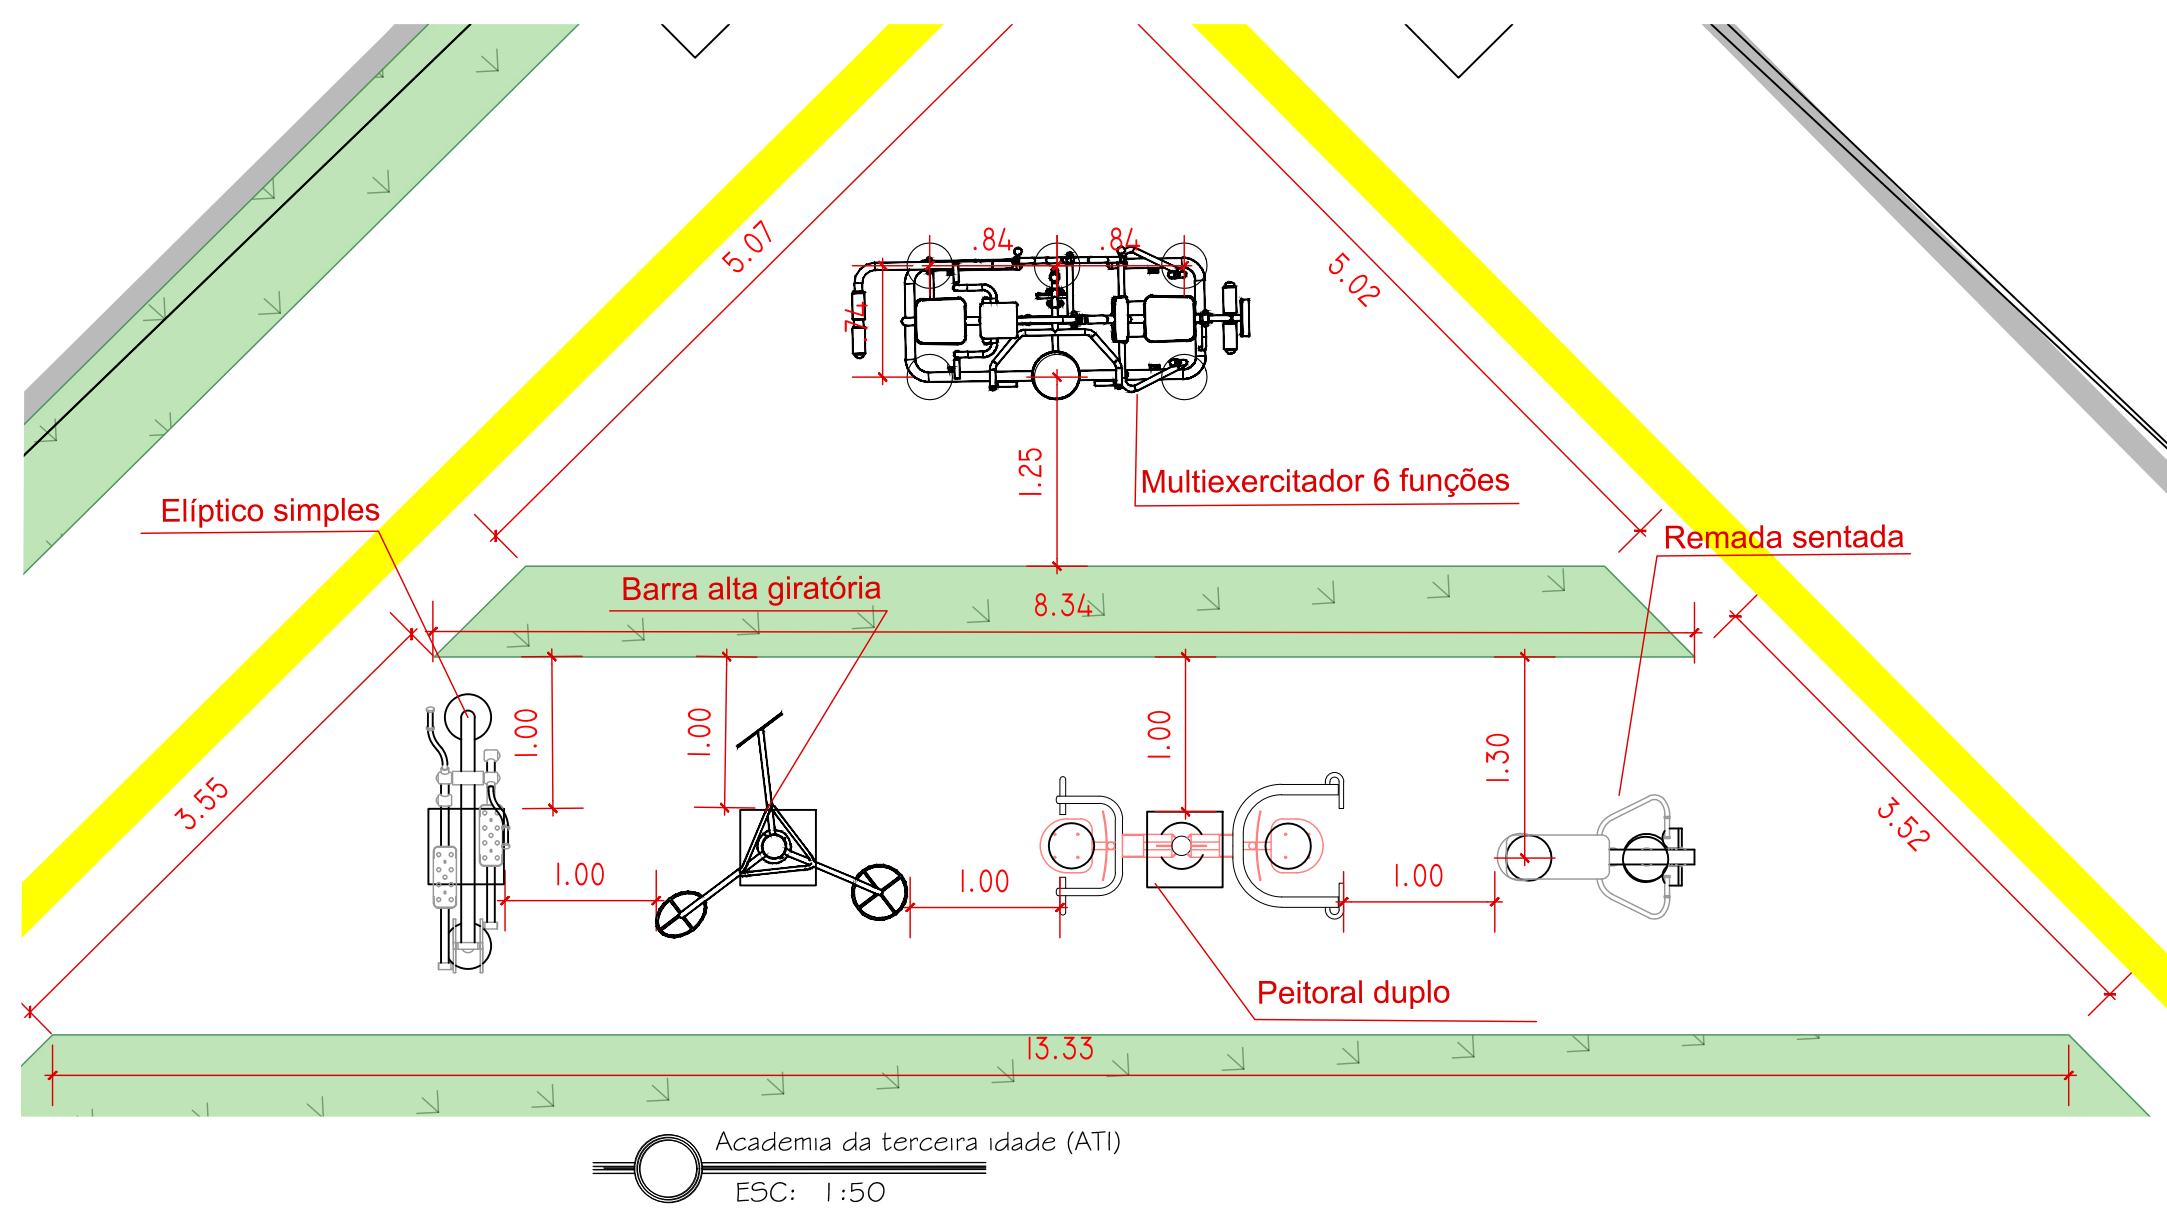 .84
.84
5.07
5.02
.74
1.25
Multiexercitador 6 funções
Elíptico simples
Remada sentada
Barra alta giratória
8.34
1.00
1.00
1.00
1.30
3.55
3.52
1.00
1.00
1.00
Peitoral duplo
13.33
Academia da terceira idade (ATI)
ESC: 1:50